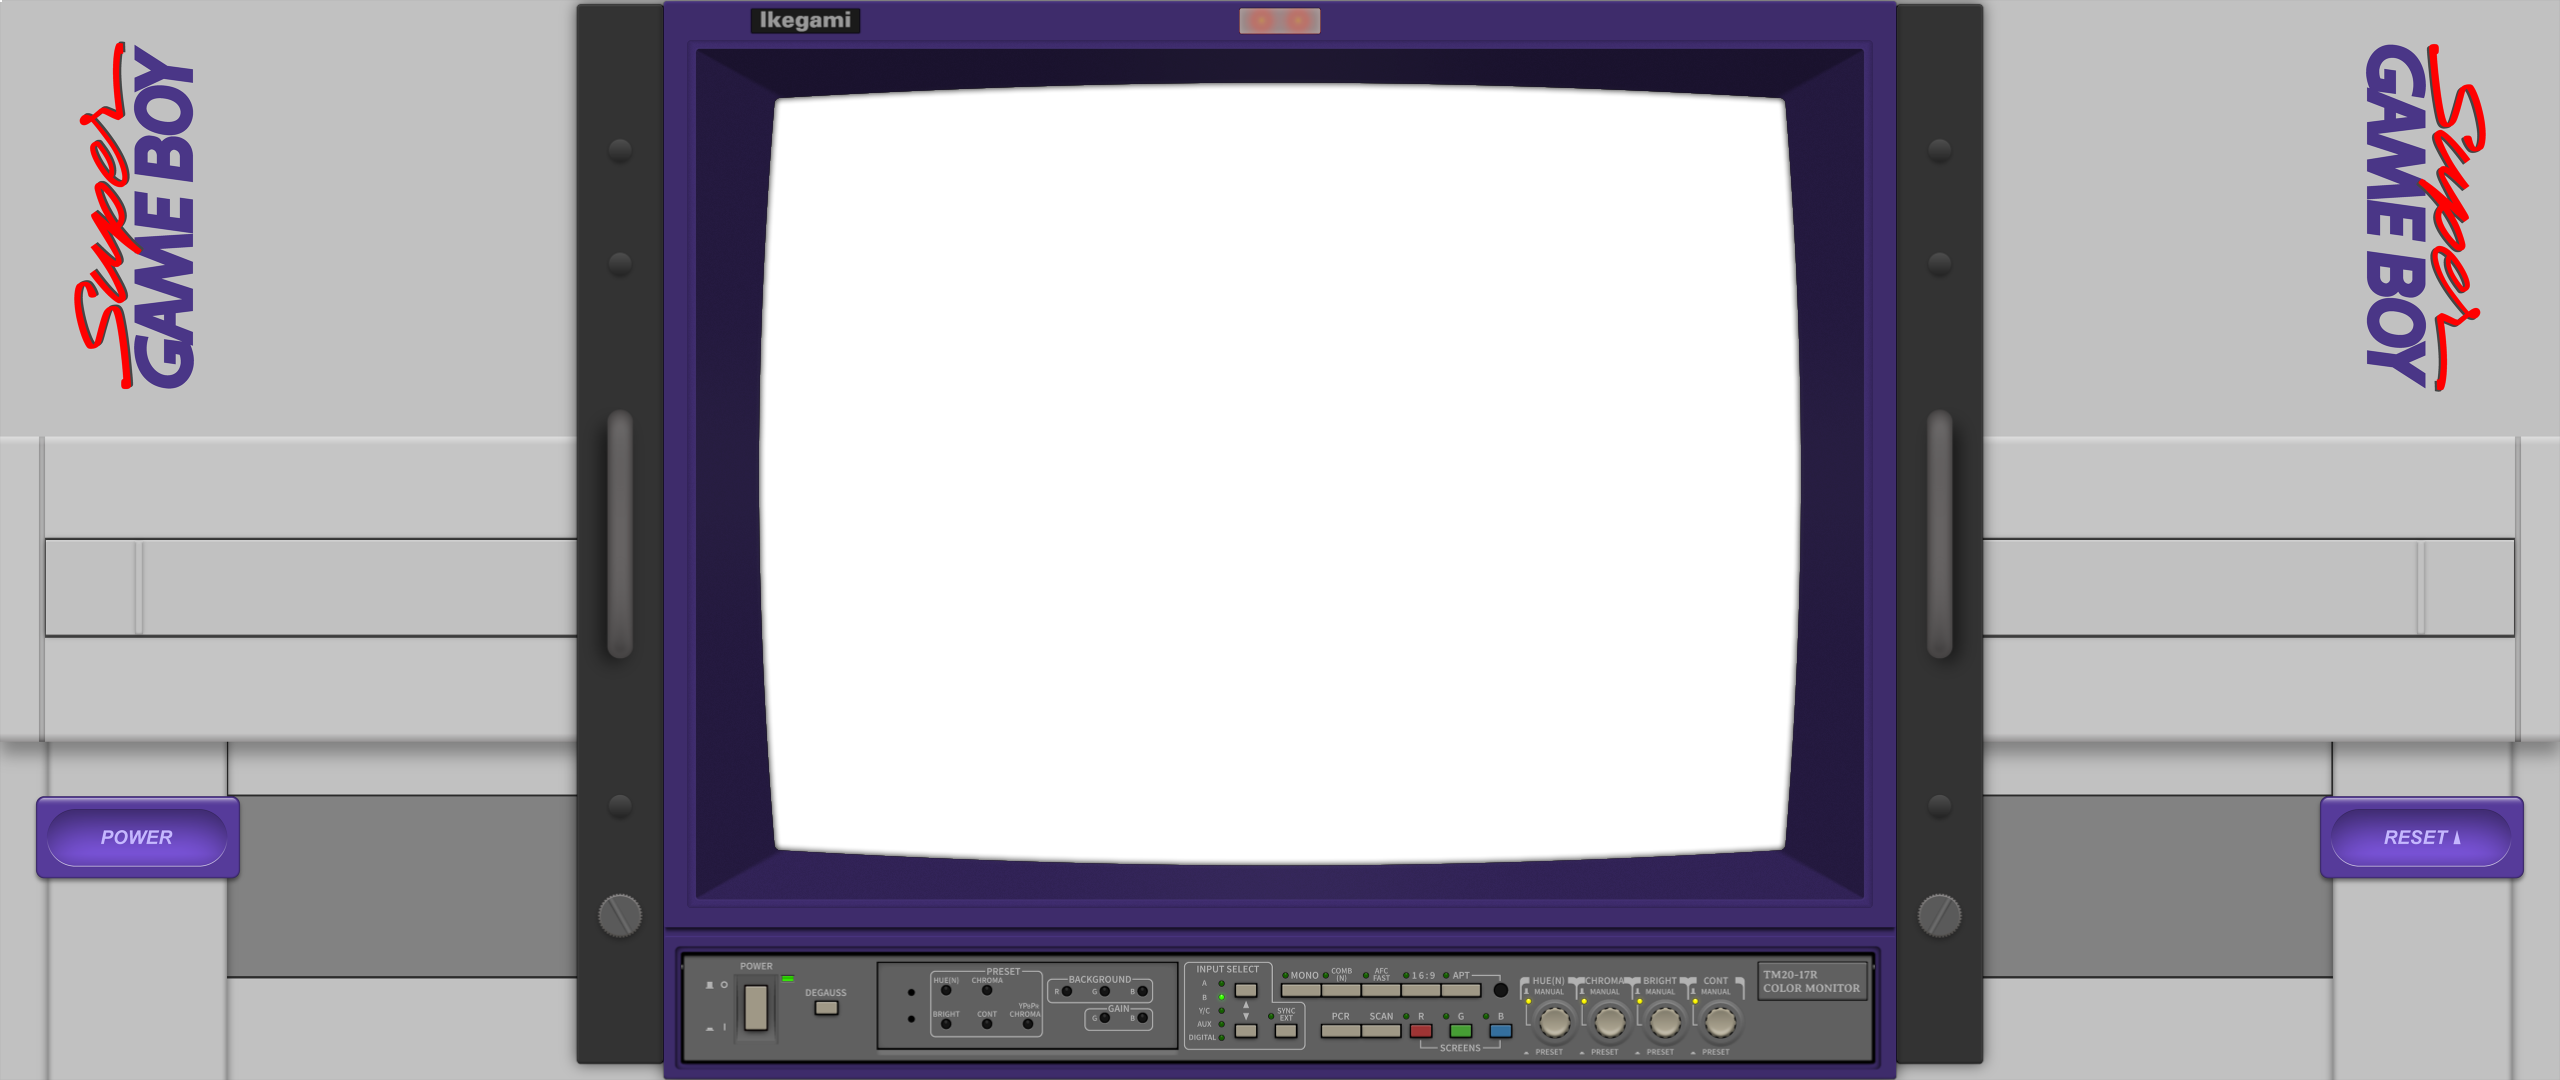 Ikegami
Super
GAME BOY
Super
GAME BOY
POWER
RESET
POWER
DEGAUSS
PRESET
HUE(N)
CHROMA
BRIGHT
CONT
YPBPR
CHROMA
BACKGROUND
R
G
B
GAIN
G
B
INPUT SELECT
A
B
Y/C
AUX
DIGITAL
SYNC
EXT
MONO
COMB
(N)
AFC
FAST
16:9
APT
PCR
SCAN
R
G
B
SCREENS
HUE(N)
MANUAL
PRESET
CHROMA
MANUAL
PRESET
BRIGHT
MANUAL
PRESET
CONT
MANUAL
PRESET
TM20-17R
COLOR MONITOR